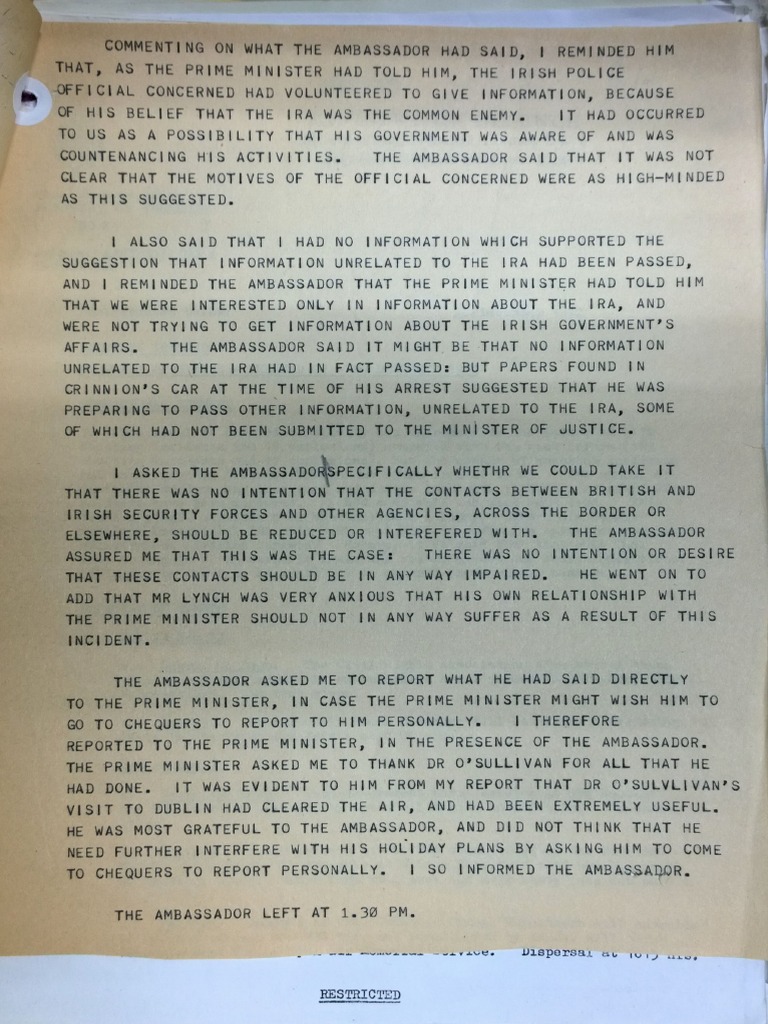 COMMENTING ON WHAT THE AMBASSADOR HAD SAID, I REMINDED HIM
THAT, AS THE PRIME MINISTER HAD TOLD HIM, THE IRISH POLICE
OFFICIAL CONCERNED HAD VOLUNTEERED TO GIVE INFORMATION, BECAUSE
OF HIS BELIEF THAT THE IRA WAS THE COMMON ENEMY. IT HAD OCCURRED
TO US AS A POSSIBILITY THAT HIS GOVERNMENT WAS AWARE OF AND WAS
COUNTENANCING HIS ACTIVITIES. THE AMBASSADOR SAID THAT IT WAS NOT
CLEAR THAT THE MOTIVES OF THE OFFICIAL CONCERNED WERE AS HIGH-MINDED
AS THIS SUGGESTED.
I ALSO SAID THAT I HAD NO INFORMATION WHICH SUPPORTED THE
SUGGESTION THAT INFORMATION UNRELATED TO THE IRA HAD BEEN PASSED,
AND I REMINDED THE AMBASSADOR THAT THE PRIME MINISTER HAD TOLD HIM
THAT WE WERE INTERESTED ONLY IN INFORMATION ABOUT THE IRA, AND
WERE NOT TRYING TO GET INFORMATION ABOUT THE IRISH GOVERNMENT'S
AFFAIRS. THE AMBASSADOR SAID IT MIGHT BE THAT NO INFORMATION
UNRELATED TO THE IRA HAD IN FACT PASSED: BUT PAPERS FOUND IN
CRINNION'S CAR AT THE TIME OF HIS ARREST SUGGESTED THAT HE WAS
PREPARING TO PASS OTHER INFORMATION, UNRELATED TO THE IRA, SOME
OF WHICH HAD NOT BEEN SUBMITTED TO THE MINISTER OF JUSTICE.
I ASKED THE AMBASSADOR SPECIFICALLY WHETHR WE COULD TAKE IT
THAT THERE WAS NO INTENTION THAT THE CONTACTS BETWEEN BRITISH AND
IRISH SECURITY FORCES AND OTHER AGENCIES, ACROSS THE BORDER OR
ELSEWHERE, SHOULD BE REDUCED OR INTEREFERED WITH. THE AMBASSADOR
ASSURED ME THAT THIS WAS THE CASE: THERE WAS NO INTENTION OR DESIRE
THAT THESE CONTACTS SHOULD BE IN ANY WAY IMPAIRED. HE WENT ON TO
ADD THAT MR LYNCH WAS VERY ANXIOUS THAT HIS OWN RELATIONSHIP WITH
THE PRIME MINISTER SHOULD NOT IN ANY WAY SUFFER AS A RESULT OF THIS
INCIDENT.
THE AMBASSADOR ASKED ME TO REPORT WHAT HE HAD SAID DIRECTLY
TO THE PRIME MINISTER, IN CASE THE PRIME MINISTER MIGHT WISH HIM TO
GO TO CHEQUERS TO REPORT TO HIM PERSONALLY. I THEREFORE
REPORTED TO THE PRIME MINISTER, IN THE PRESENCE OF THE AMBASSADOR.
THE PRIME MINISTER ASKED ME TO THANK DR O'SULLIVAN FOR ALL THAT HE
HAD DONE. IT WAS EVIDENT TO HIM FROM MY REPORT THAT DR O'SULVLIVAN'S
VISIT TO DUBLIN HAD CLEARED THE AIR, AND HAD BEEN EXTREMELY USEFUL.
HE WAS MOST GRATEFUL TO THE AMBASSADOR, AND DID NOT THINK THAT HE
NEED FURTHER INTERFERE WITH HIS HOLIDAY PLANS BY ASKING HIM TO COME
TO CHEQUERS TO REPORT PERSONALLY. I SO INFORMED THE AMBASSADOR.
THE AMBASSADOR LEFT AT 1.30 PM.
Memorial Service. Dispersal at
RESTRICTED